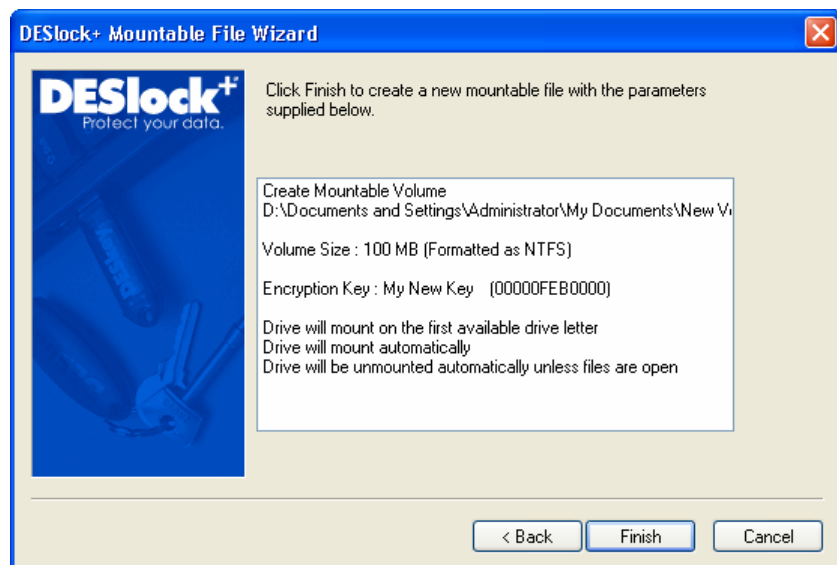 DESlock+ Mountable File Wizard
DESlock+
Protect your data.
Click Finish to create a new mountable file with the parameters
supplied below.
Create Mountable Volume
D:\Documents and Settings\Administrator\My Documents\New
Volume Size : 100 MB (Formatted as NTFS)
Encryption Key : My New Key (00000FEB0000)
Drive will mount on the first available drive letter
Drive will mount automatically
Drive will be unmounted automatically unless files are open
< Back
Finish
Cancel